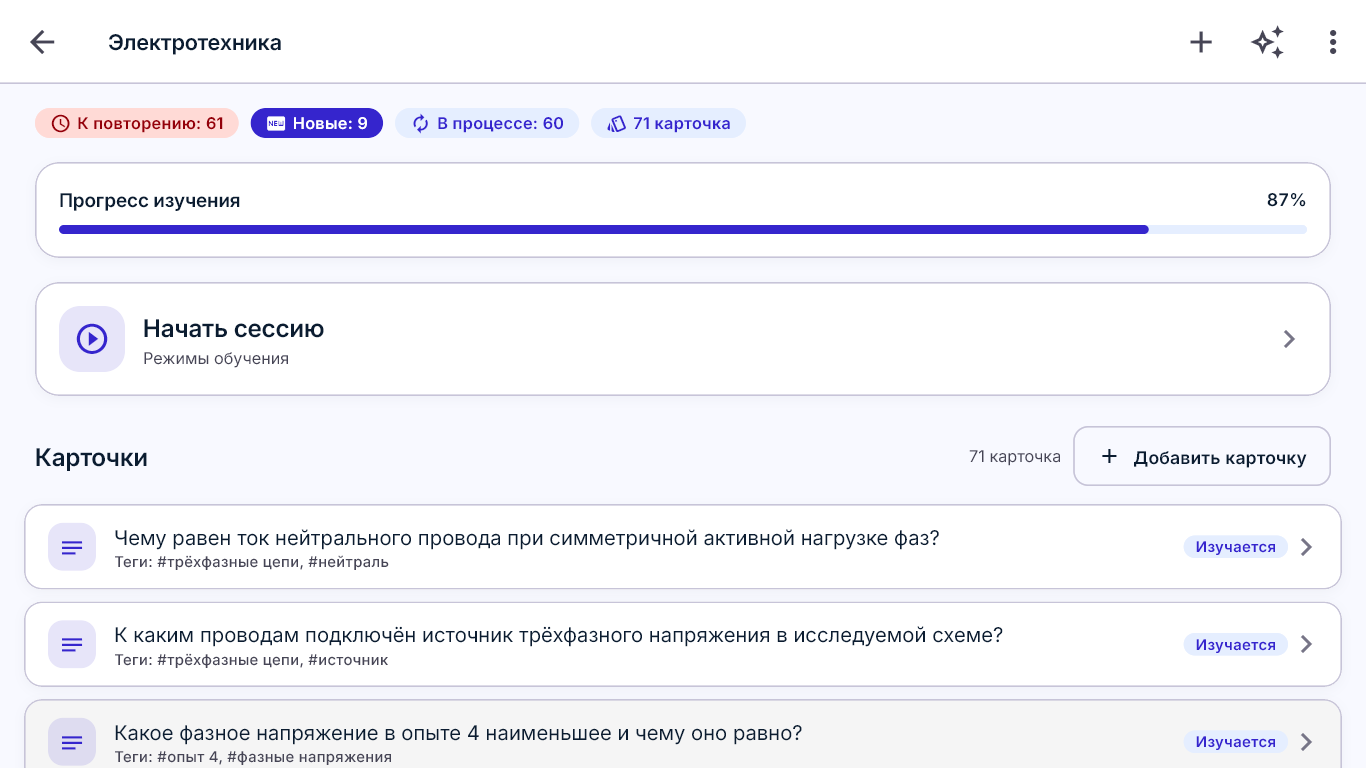 Электротехника
К повторению: 61
NEW Новые: 9
В процессе: 60
71 карточка
Прогресс изучения
87%
Начать сессию
Режимы обучения
Карточки
71 карточка
Добавить карточку
Чему равен ток нейтрального провода при симметричной активной нагрузке фаз?
Теги: #трёхфазные цепи, #нейтраль
Изучается
К каким проводам подключён источник трёхфазного напряжения в исследуемой схеме?
Теги: #трёхфазные цепи, #источник
Изучается
Какое фазное напряжение в опыте 4 наименьшее и чему оно равно?
Теги: #опыт 4, #фазные напряжения
Изучается